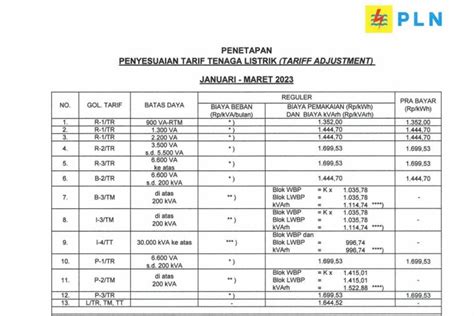 PLN
PENETAPAN
PENYESUAIAN TARIF TENAGA LISTRIK (TARIFF ADJUSTMENT)
JANUARI - MARET 2023
NO. GOL. TARIF BATAS DAYA REGULER PRA BAYAR (Rp/kWh)
BIAYA BEBAN (Rp/kVA/bulan) BIAYA PEMAKAIAN (Rp/kWh) DAN BIAYA kVArh (Rp/kVArh)
1. R-1/TR 900 VA-RTM *) 1.352,00 1.352,00
2. R-1/TR 1.300 VA *) 1.444,70 1.444,70
3. R-1/TR 2.200 VA *) 1.444,70 1.444,70
4. R-2/TR 3.500 VA s.d. 5.500 VA *) 1.699,53 1.699,53
5. R-3/TR 6.600 VA ke atas *) 1.699,53 1.699,53
6. B-2/TR 6.600 VA s.d. 200 kVA *) 1.444,70 1.444,70
7. B-3/TM di atas 200 kVA **) Blok WBP = K x 1.035,78 -
Blok LWBP = 1.035,78
kVArh = 1.114,74 ****)
8. I-3/TM di atas 200 kVA **) Blok WBP = K x 1.035,78 -
Blok LWBP = 1.035,78
kVArh = 1.114,74 ****)
9. I-4/TT 30.000 kVA ke atas ***) Blok WBP dan -
Blok LWBP = 996,74
kVArh = 996,74 ****)
10. P-1/TR 6.600 VA s.d. 200 kVA *) 1.699,53 1.699,53
11. P-2/TM di atas 200 kVA **) Blok WBP = K x 1.415,01 -
Blok LWBP = 1.415,01
kVArh = 1.522,88 ****)
12. P-3/TR *) 1.699,53 1.699,53
13. L/TR, TM, TT 1.644,52 -